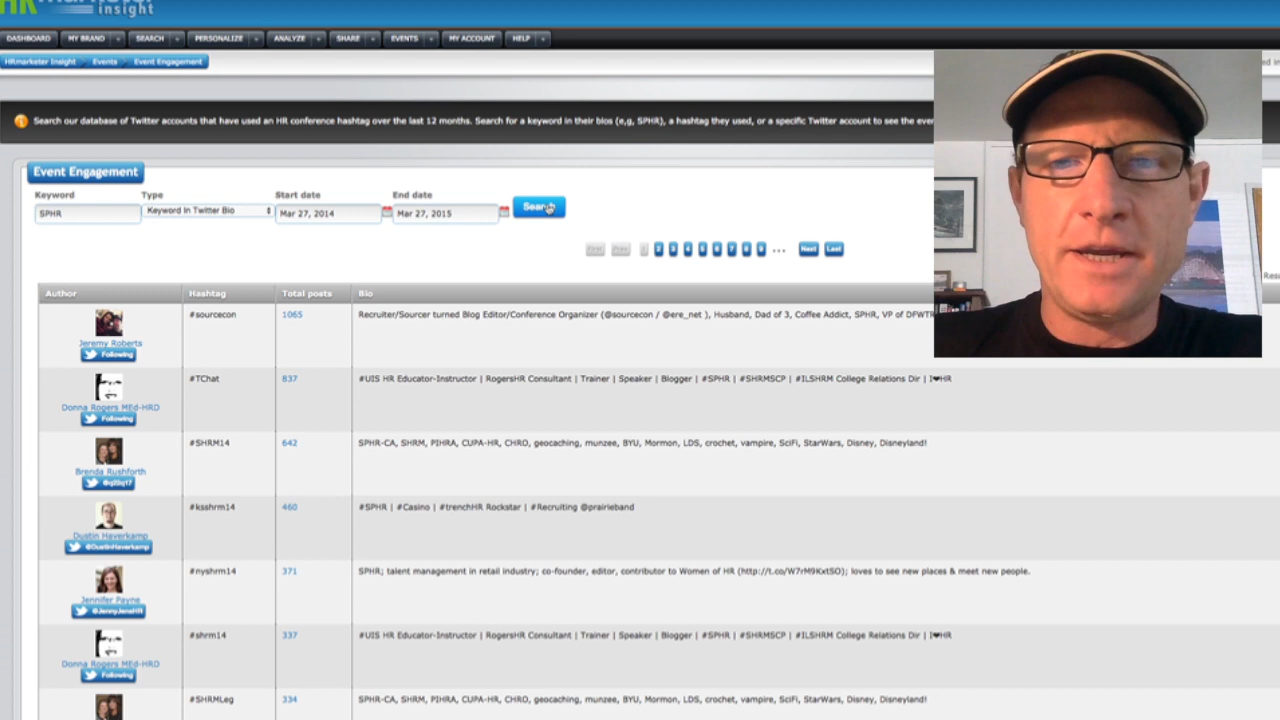 HRmarketer
insight
DASHBOARD MY BRAND SEARCH PERSONALIZE ANALYZE SHARE EVENTS MY ACCOUNT HELP
HRmarketer Insight Events Event Engagement
Search our database of Twitter accounts that have used an HR conference hashtag over the last 12 months. Search for a keyword in their bios (e,g, SPHR), a hashtag they used, or a specific Twitter account to see the
Event Engagement
Keyword Type Start date End date
SPHR Keyword In Twitter Bio Mar 27, 2014 Mar 27, 2015 Search
First Prev 1 2 3 4 5 6 7 8 9 ... Next Last
Author Hashtag Total posts Bio
#sourcecon 1065 Recruiter/Sourcer turned Blog Editor/Conference Organizer (@sourcecon / @ere_net ), Husband, Dad of 3, Coffee Addict, SPHR, VP of DFWTR
Jeremy Roberts
Following
#TChat 837 #UIS HR Educator-Instructor | RogersHR Consultant | Trainer | Speaker | Blogger | #SPHR | #SHRMSCP | #ILSHRM College Relations Dir | I❤HR
Donna Rogers MEd-HRD
Following
#SHRM14 642 SPHR-CA, SHRM, PIHRA, CUPA-HR, CHRO, geocaching, munzee, BYU, Mormon, LDS, crochet, vampire, SciFi, StarWars, Disney, Disneyland!
Brenda Rushforth
#ksshrm14 460 #SPHR | #Casino | #trenchHR Rockstar | #Recruiting @prairieband
Dustin Haverkamp
@DustinHaverkamp
#nyshrm14 371 SPHR; talent management in retail industry; co-founder, editor, contributor to Women of HR (http://t.co/W7rM9KxtSO); loves to see new places & meet new people.
Jennifer Payne
@JennyJensHR
#shrm14 337 #UIS HR Educator-Instructor | RogersHR Consultant | Trainer | Speaker | Blogger | #SPHR | #SHRMSCP | #ILSHRM College Relations Dir | I❤HR
Donna Rogers MEd-HRD
Following
#SHRMLeg 334 SPHR-CA, SHRM, PIHRA, CUPA-HR, CHRO, geocaching, munzee, BYU, Mormon, LDS, crochet, vampire, SciFi, StarWars, Disney, Disneyland!